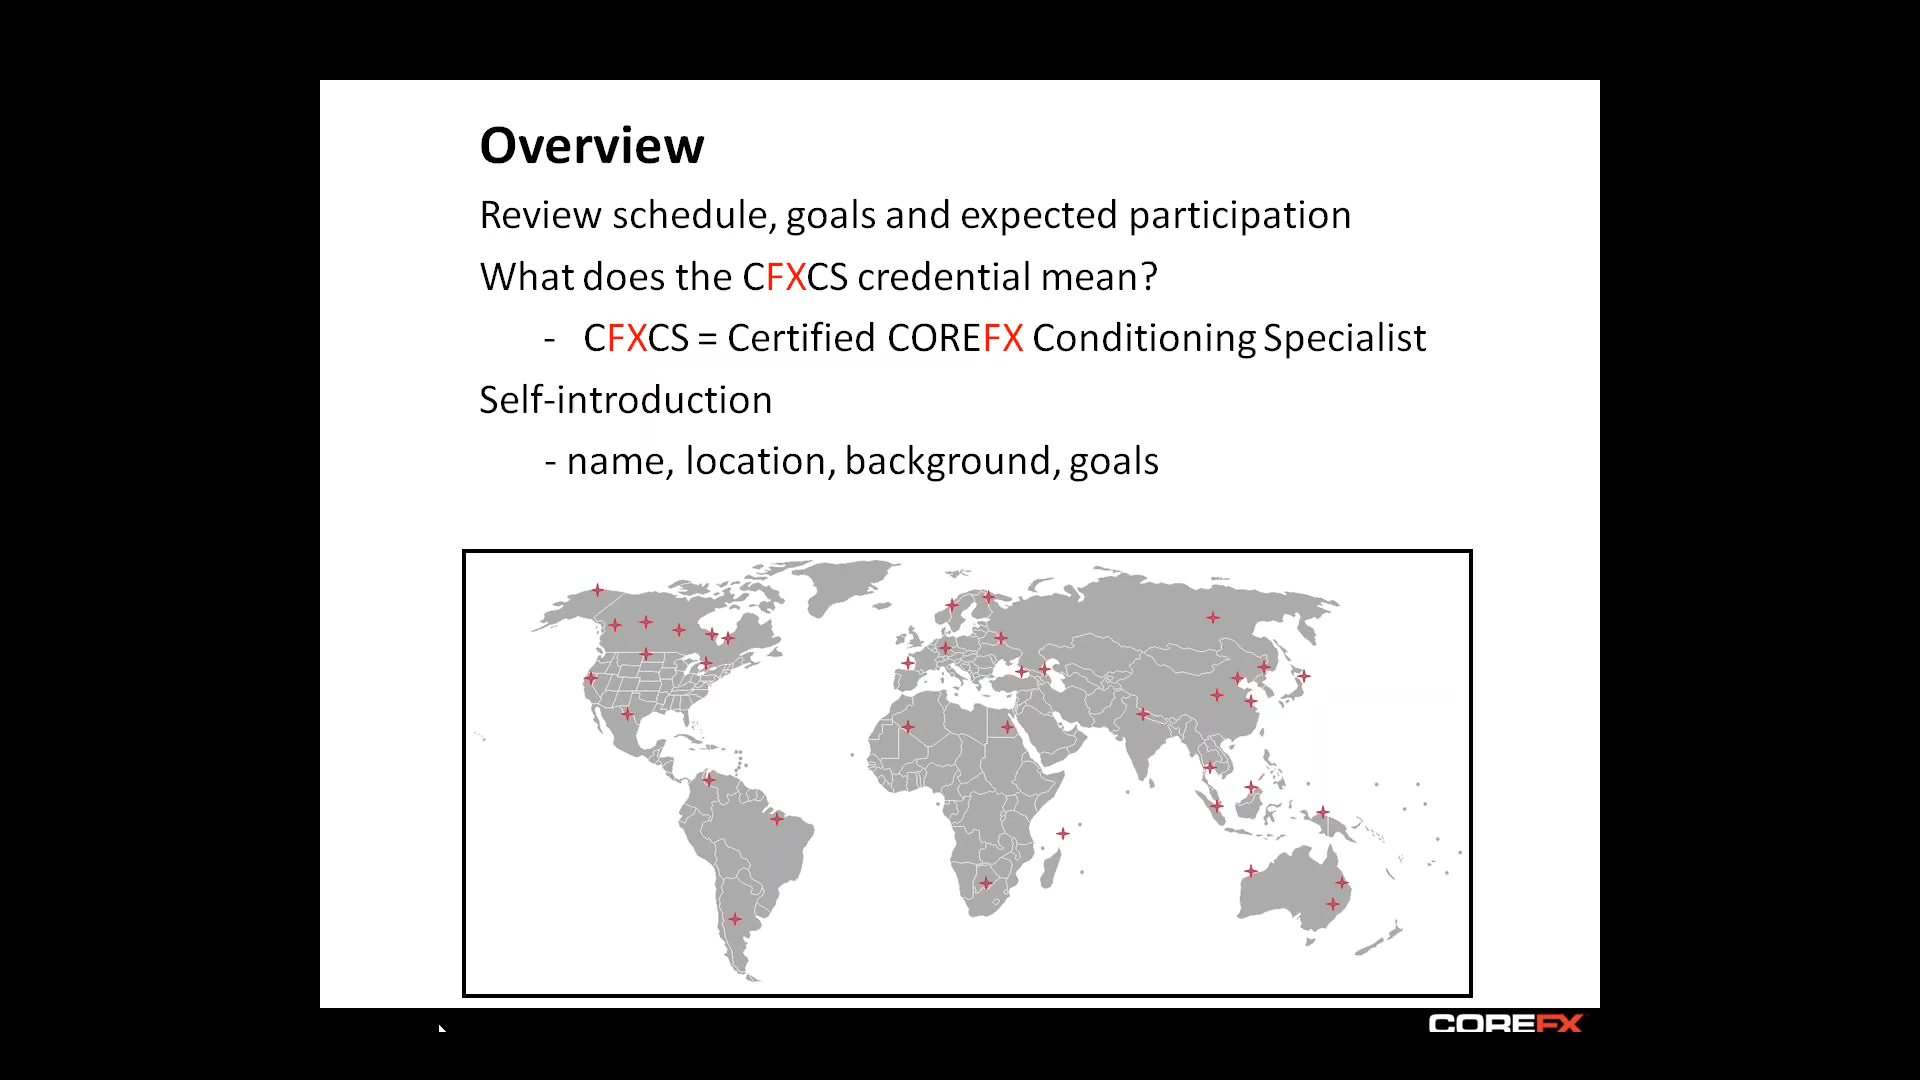 Overview
Review schedule, goals and expected participation
What does the CFXCS credential mean?
- CFXCS = Certified COREFX Conditioning Specialist
Self-introduction
- name, location, background, goals
COREFX